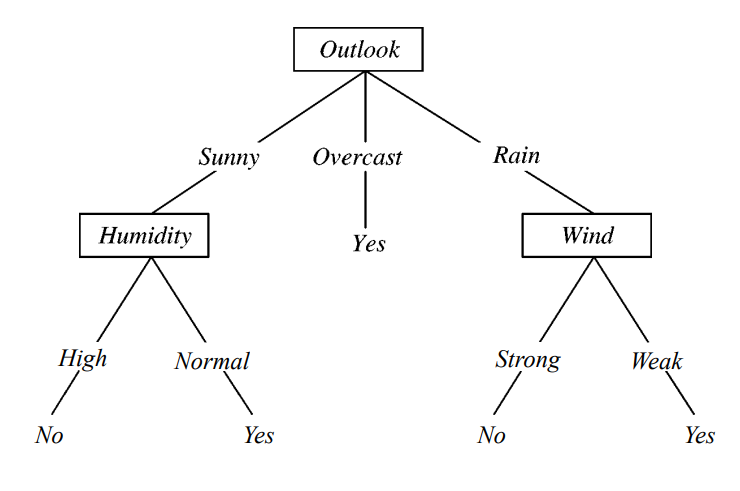 Outlook
Sunny Overcast Rain
Humidity Yes Wind
High Normal Strong Weak
No Yes No Yes